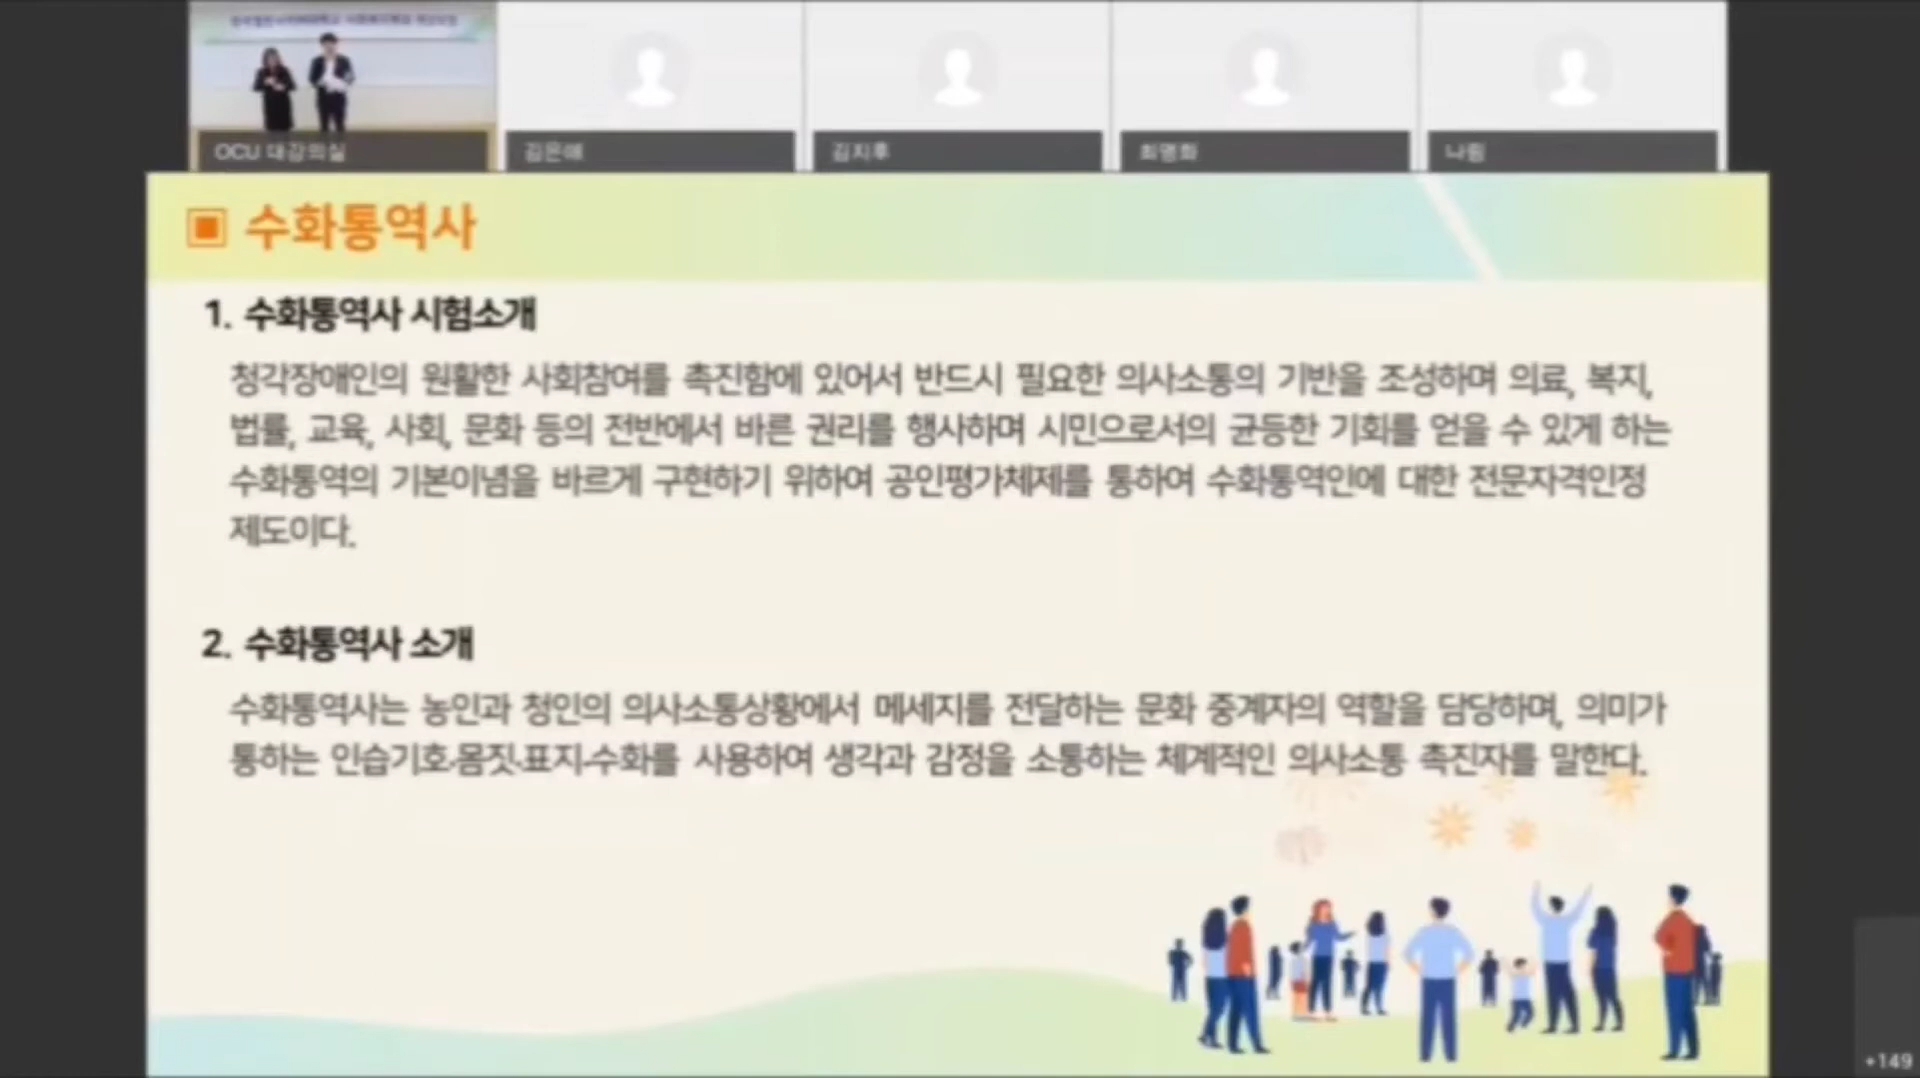 OCU 대강의실
김은애
김지후
최명화
나림
수화통역사
1. 수화통역사 시험소개
청각장애인의 원활한 사회참여를 촉진함에 있어서 반드시 필요한 의사소통의 기반을 조성하며 의료, 복지,
법률, 교육, 사회, 문화 등의 전반에서 바른 권리를 행사하며 시민으로서의 균등한 기회를 얻을 수 있게 하는
수화통역의 기본이념을 바르게 구현하기 위하여 공인평가체제를 통하여 수화통역인에 대한 전문자격인정
제도이다.
2. 수화통역사 소개
수화통역사는 농인과 청인의 의사소통상황에서 메세지를 전달하는 문화 중계자의 역할을 담당하며, 의미가
통하는 인습기호·몸짓·표지·수화를 사용하여 생각과 감정을 소통하는 체계적인 의사소통 촉진자를 말한다.
+149